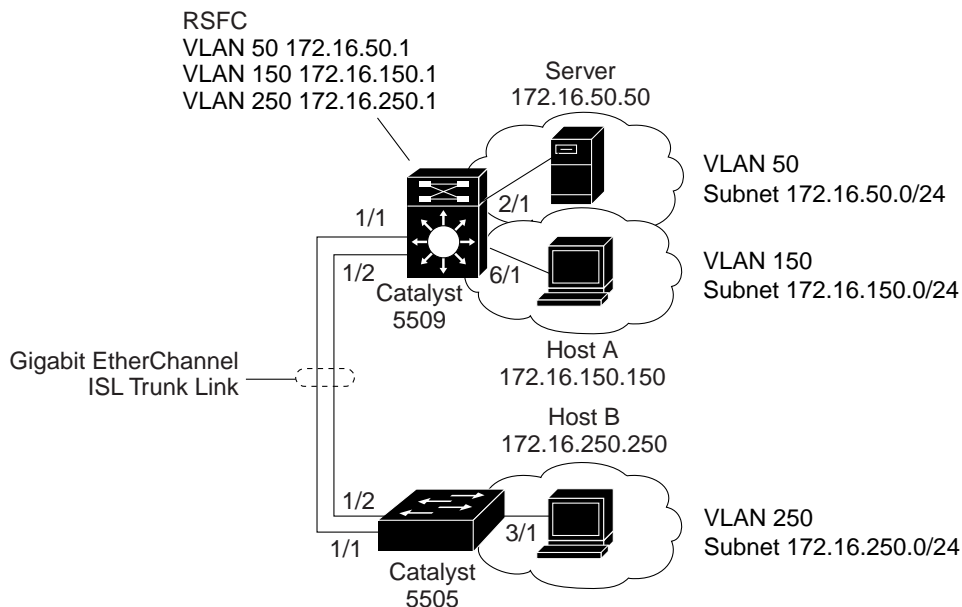 RSFC
VLAN 50 172.16.50.1
VLAN 150 172.16.150.1
VLAN 250 172.16.250.1
Server
172.16.50.50
VLAN 50
Subnet 172.16.50.0/24
2/1
1/1
1/2
6/1
Catalyst
5509
VLAN 150
Subnet 172.16.150.0/24
Host A
172.16.150.150
Gigabit EtherChannel
ISL Trunk Link
Host B
172.16.250.250
1/2
1/1
3/1
Catalyst
5505
VLAN 250
Subnet 172.16.250.0/24